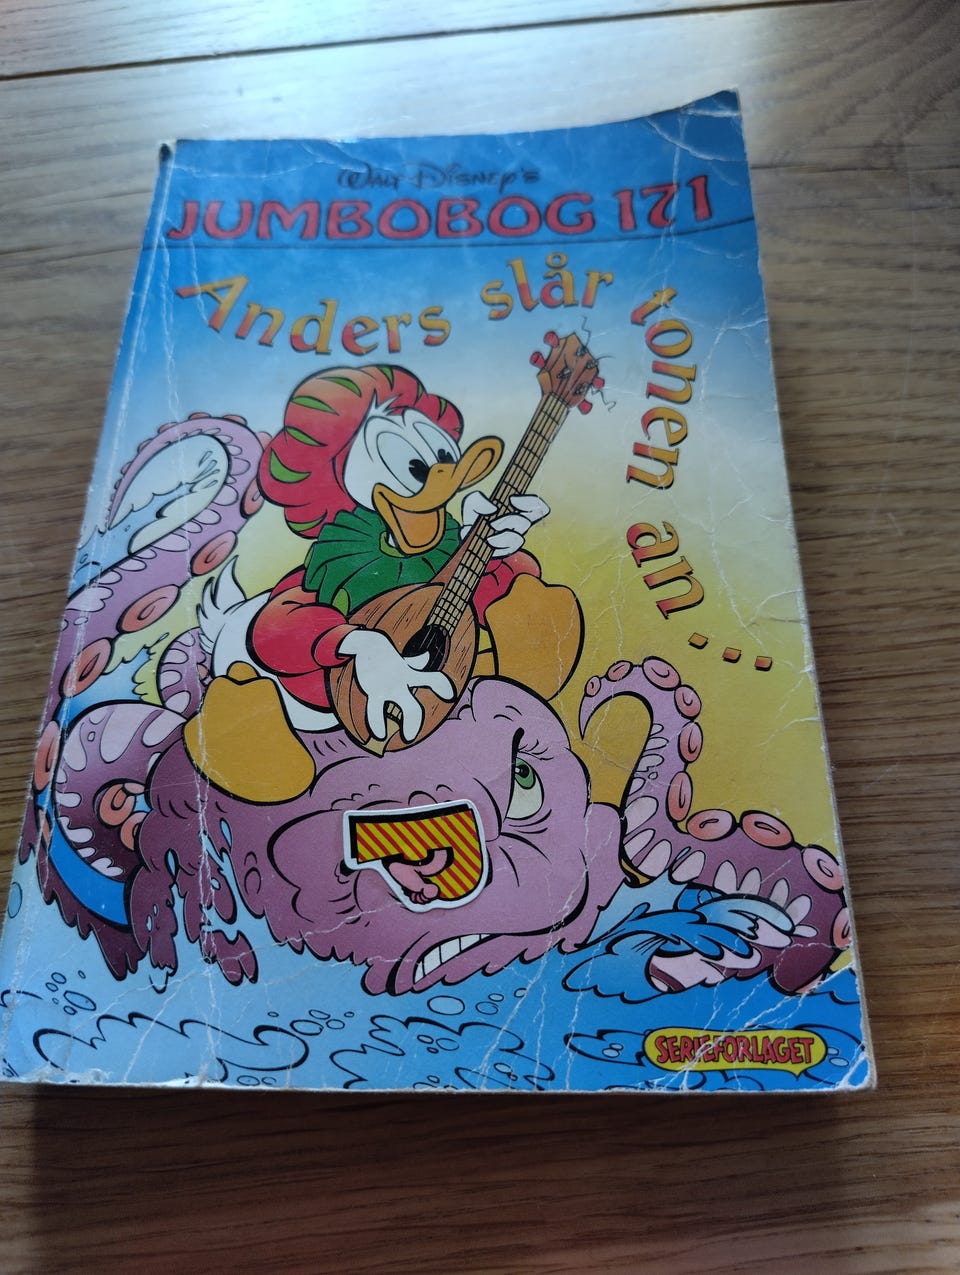 Walt Disney's
JUMBOBOG 171
Anders slår tonen an...
SERIEFORLAGET